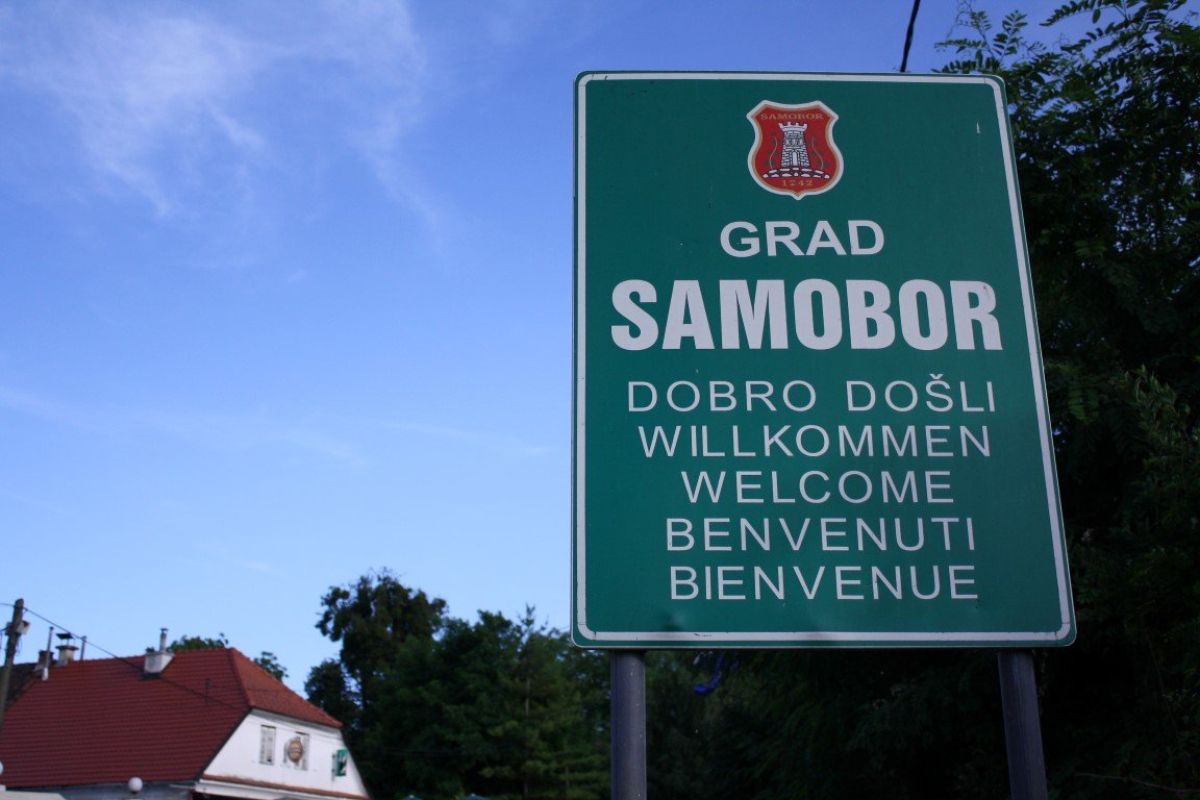 SAMOBOR
1242
GRAD
SAMOBOR
DOBRO DOŠLI
WILLKOMMEN
WELCOME
BENVENUTI
BIENVENUE